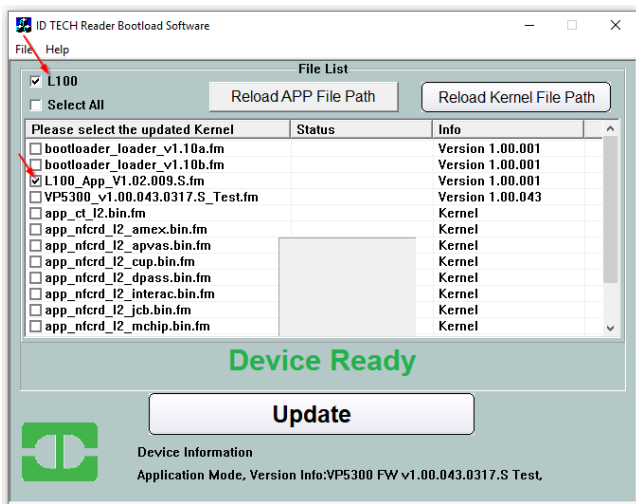 ID TECH Reader Bootload Software
File Help
File List
L100
Select All
Reload APP File Path
Reload Kernel File Path
Please select the updated Kernel Status Info
bootloader_loader_v1.10a.fm Version 1.00.001
bootloader_loader_v1.10b.fm Version 1.00.001
L100_App_V1.02.009.S.fm Version 1.00.001
VP5300_v1.00.043.0317.S_Test.fm Version 1.00.043
app_ct_l2.bin.fm Kernel
app_nfcrd_l2_amex.bin.fm Kernel
app_nfcrd_l2_apvas.bin.fm Kernel
app_nfcrd_l2_cup.bin.fm Kernel
app_nfcrd_l2_dpass.bin.fm Kernel
app_nfcrd_l2_interac.bin.fm Kernel
app_nfcrd_l2_jcb.bin.fm Kernel
app_nfcrd_l2_mchip.bin.fm Kernel
Device Ready
Update
Device Information
Application Mode, Version Info:VP5300 FW v1.00.043.0317.S Test,